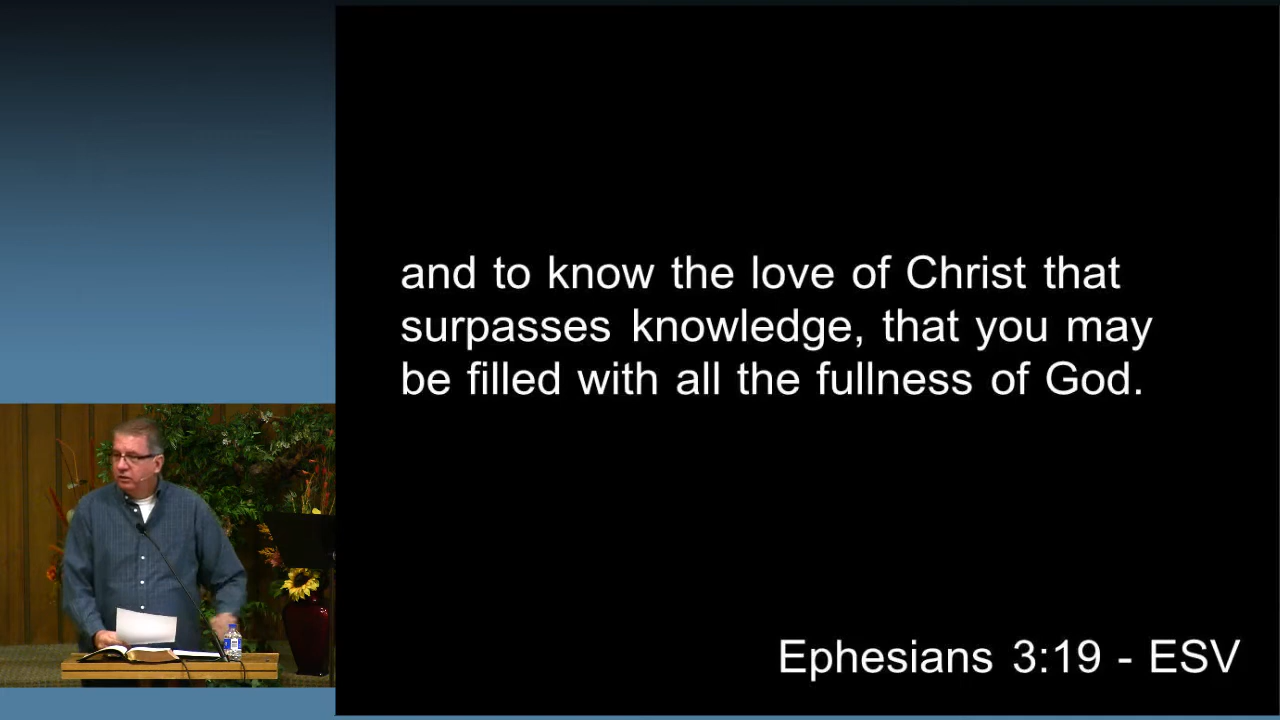 and to know the love of Christ that
surpasses knowledge, that you may
be filled with all the fullness of God.
Ephesians 3:19 - ESV